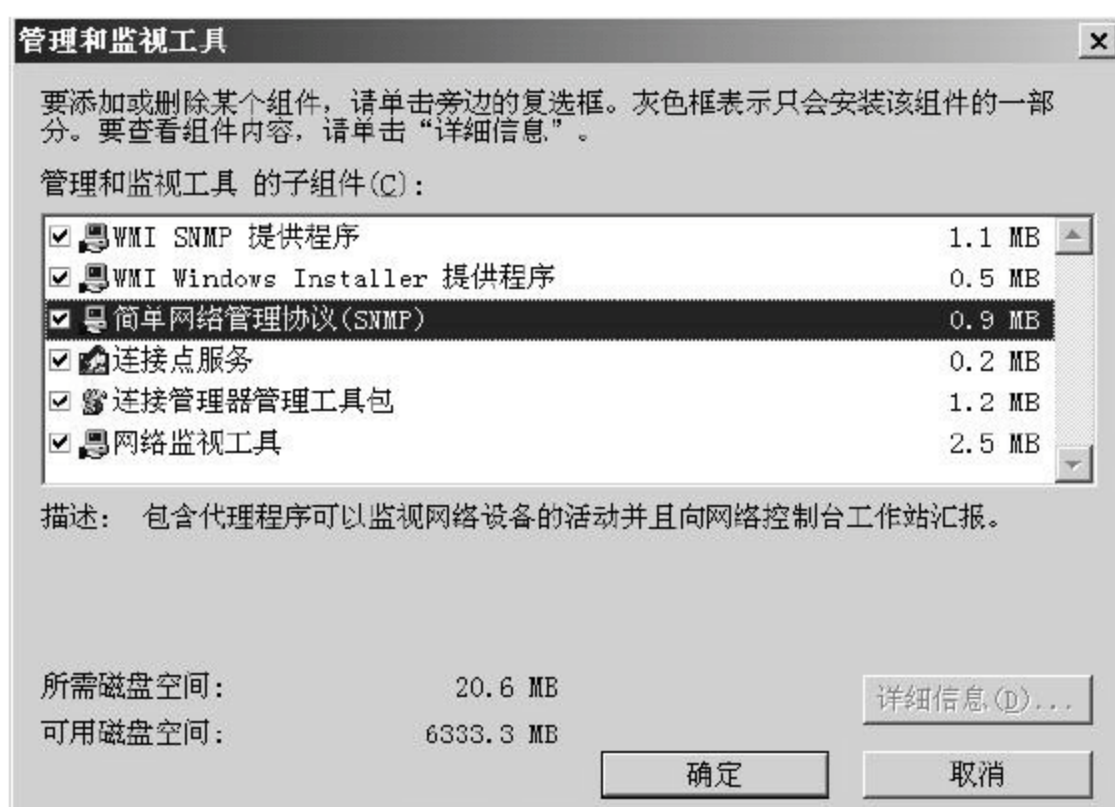 管理和监视工具
要添加或删除某个组件，请单击旁边的复选框。灰色框表示只会安装该组件的一部
分。要查看组件内容，请单击“详细信息”。
管理和监视工具 的子组件(C):
WMI SNMP 提供程序 1.1 MB
WMI Windows Installer 提供程序 0.5 MB
简单网络管理协议(SNMP) 0.9 MB
连接点服务 0.2 MB
连接管理器管理工具包 1.2 MB
网络监视工具 2.5 MB
描述： 包含代理程序可以监视网络设备的活动并且向网络控制台工作站汇报。
所需磁盘空间: 20.6 MB
可用磁盘空间: 6333.3 MB
详细信息(D)...
确定
取消